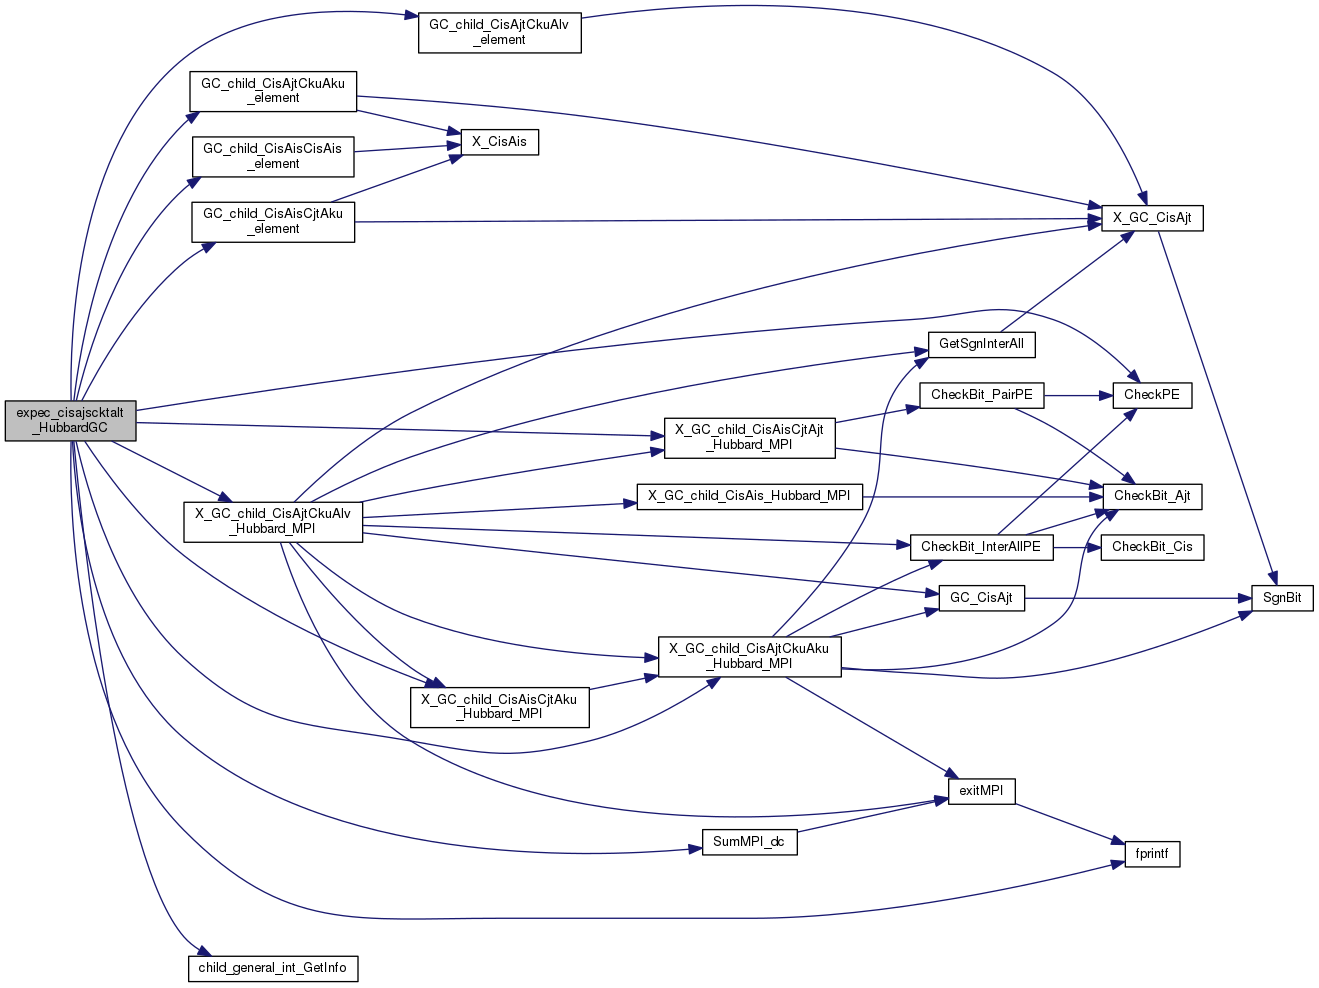 GC_child_CisAjtCkuAlv
_element
GC_child_CisAjtCkuAku
_element
X_CisAis
GC_child_CisAisCisAis
_element
GC_child_CisAisCjtAku
_element
X_GC_CisAjt
GetSgnInterAll
CheckBit_PairPE
CheckPE
expec_cisajscktalt
_HubbardGC
X_GC_child_CisAisCjtAjt
_Hubbard_MPI
X_GC_child_CisAis_Hubbard_MPI
CheckBit_Ajt
X_GC_child_CisAjtCkuAlv
_Hubbard_MPI
CheckBit_InterAllPE
CheckBit_Cis
GC_CisAjt
SgnBit
X_GC_child_CisAjtCkuAku
_Hubbard_MPI
X_GC_child_CisAisCjtAku
_Hubbard_MPI
exitMPI
SumMPI_dc
fprintf
child_general_int_GetInfo